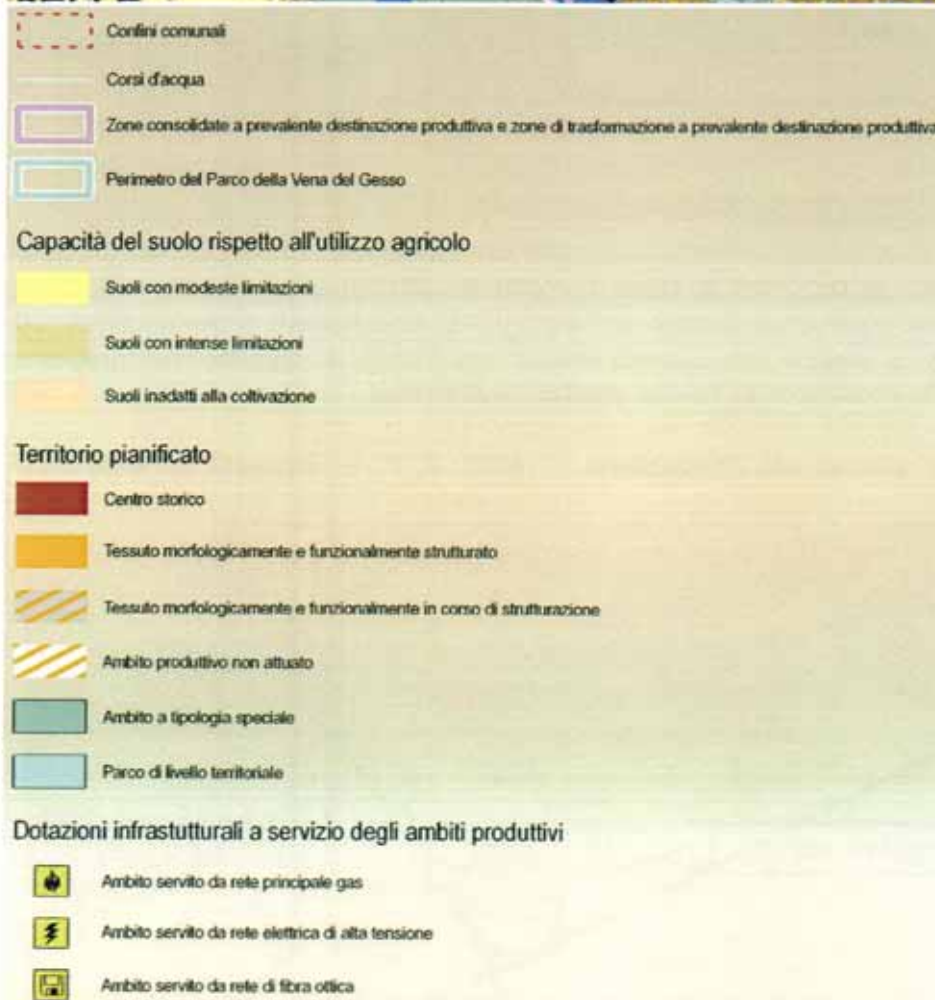 Confini comunali
Corsi d'acqua
Zone consolidate a prevalente destinazione produttiva e zone di trasformazione a prevalente destinazione produttiva
Perimetro del Parco della Vena del Gesso
Capacità del suolo rispetto all'utilizzo agricolo
Suoli con modeste limitazioni
Suoli con intense limitazioni
Suoli inadatti alla coltivazione
Territorio pianificato
Centro storico
Tessuto morfologicamente e funzionalmente strutturato
Tessuto morfologicamente e funzionalmente in corso di strutturazione
Ambito produttivo non attuato
Ambito a tipologia speciale
Parco di livello territoriale
Dotazioni infrastutturali a servizio degli ambiti produttivi
Ambito servito da rete principale gas
Ambito servito da rete elettrica di alta tensione
Ambito servito da rete di fibra ottica